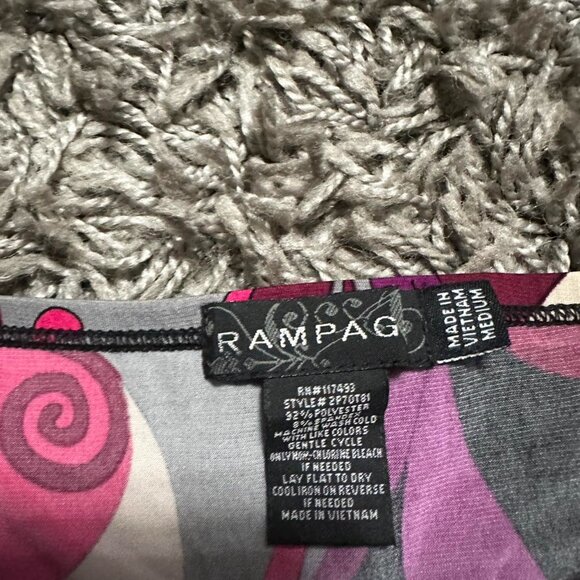 RAMPAG
MADE IN
VIETNAM
MEDIUM
RN#117493
STYLE# 2P70T81
92% POLYESTER
8% SPANDEX
MACHINE WASH COLD
WITH LIKE COLORS
GENTLE CYCLE
ONLY NON-CHLORINE BLEACH
IF NEEDED
LAY FLAT TO DRY
COOL IRON ON REVERSE
IF NEEDED
MADE IN VIETNAM